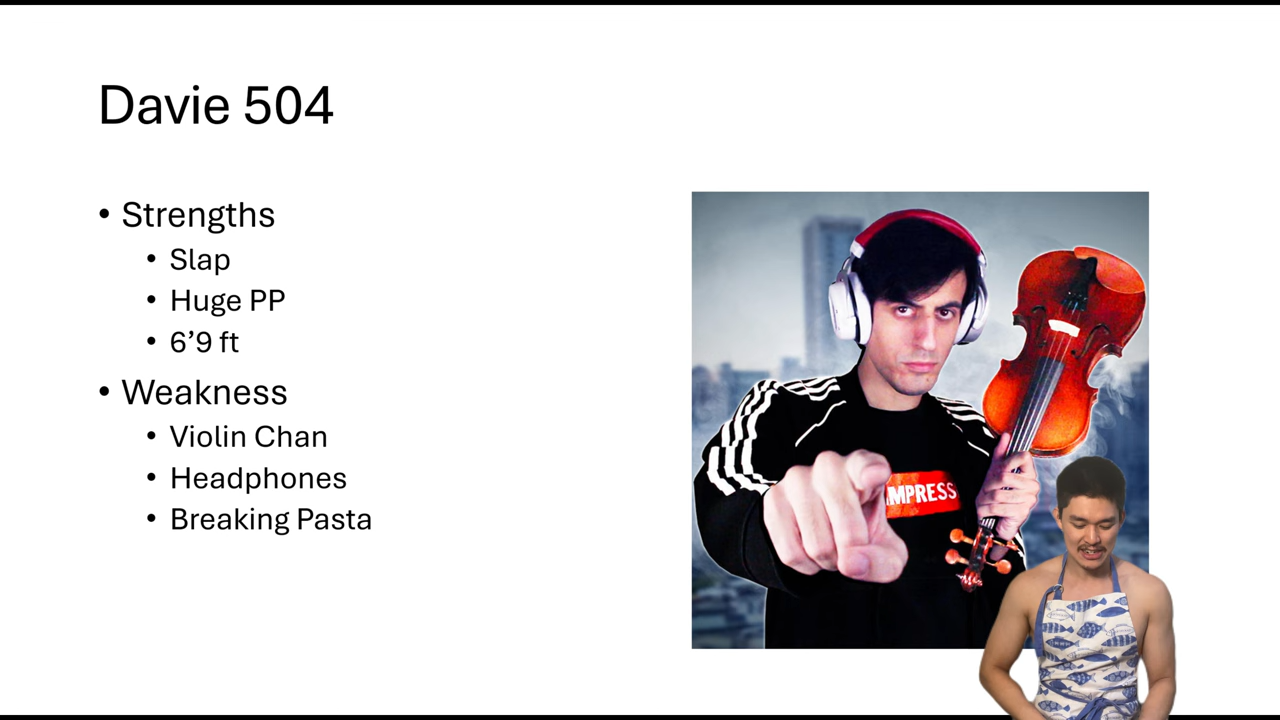 Davie 504
• Strengths
• Slap
• Huge PP
• 6’9 ft
• Weakness
• Violin Chan
• Headphones
• Breaking Pasta
MPRESS